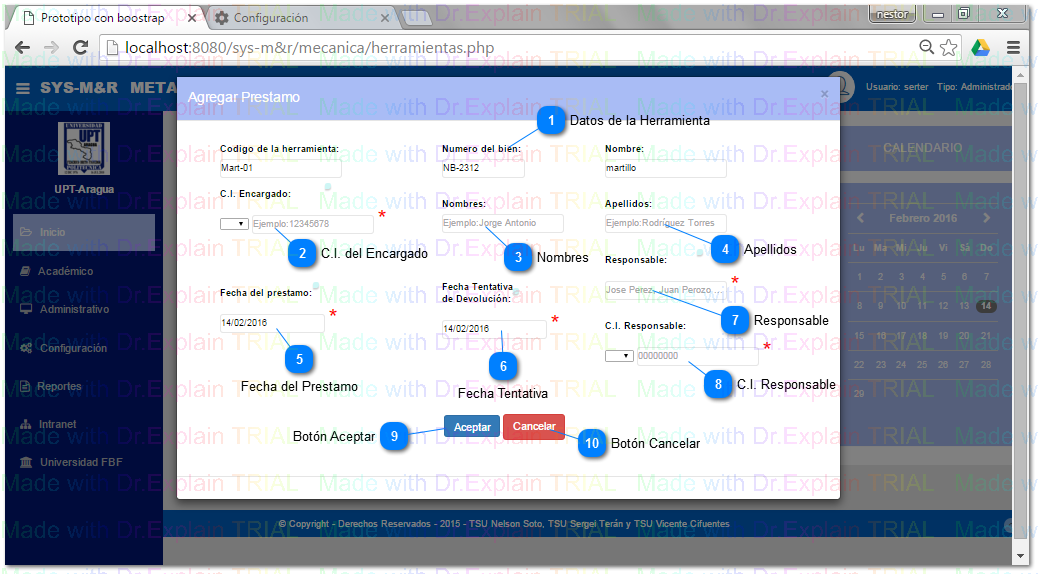 Prototipo con boostrap
Configuración
nestor
localhost:8080/sys-m&r/mecanica/herramientas.php
SYS-M&R META
Usuario: serter Tipo: Administrado
Agregar Prestamo
×
1 Datos de la Herramienta
Codigo de la herramienta: Numero del bién: Nombre:
Mart-01 NB-2312 martillo
C.I. Encargado: Nombres: Apellidos:
Ejemplo:12345678 * Ejemplo:Jorge Antonio Ejemplo:Rodríguez Torres
2 C.I. del Encargado 3 Nombres 4 Apellidos
Responsable:
Fecha del prestamo: Fecha Tentativa
de Devolución:
Jose Perez, Juan Perozo... *
14/02/2016 * 14/02/2016 *
7 Responsable
C.I. Responsable:
00000000 *
5 6 8 C.I. Responsable
Fecha del Prestamo
Fecha Tentativa
Botón Aceptar 9 Aceptar Cancelar 10 Botón Cancelar
UNIVERSIDAD
UPT
UPT-Aragua
Inicio
Académico
Administrativo
Configuración
Reportes
Intranet
Universidad FBF
CALENDARIO
Febrero 2016
Lu Ma Mi Ju Vi Sá Do
1 2 3 4 5 6 7
8 9 10 11 12 13 14
15 16 17 18 19 20 21
22 23 24 25 26 27 28
29
© Copyright - Derechos Reservados - 2015 - TSU Nelson Soto, TSU Sergei Terán y TSU Vicente Cifuentes
Made with Dr.Explain TRIAL